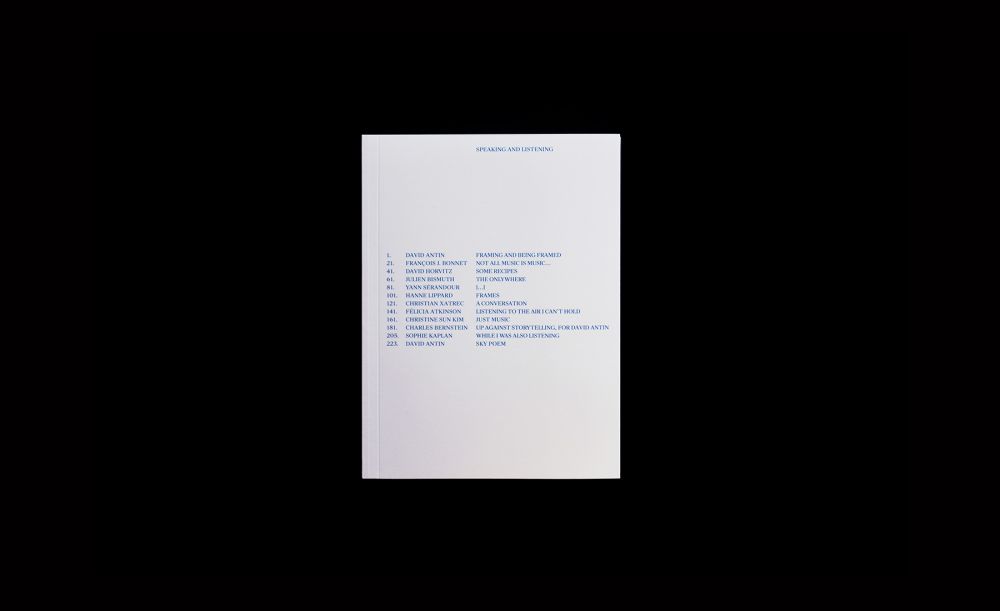 SPEAKING AND LISTENING
1. DAVID ANTIN FRAMING AND BEING FRAMED
21. FRANÇOIS J. BONNET NOT ALL MUSIC IS MUSIC...
41. DAVID HORVITZ SOME RECIPES
61. JULIEN BISMUTH THE ONLYWHERE
81. YANN SÉRANDOUR [...]
101. HANNE LIPPARD FRAMES
121. CHRISTIAN XATREC A CONVERSATION
141. FÉLICIA ATKINSON LISTENING TO THE AIR I CAN'T HOLD
161. CHRISTINE SUN KIM JUST MUSIC
181. CHARLES BERNSTEIN UP AGAINST STORYTELLING, FOR DAVID ANTIN
205. SOPHIE KAPLAN WHILE I WAS ALSO LISTENING
223. DAVID ANTIN SKY POEM